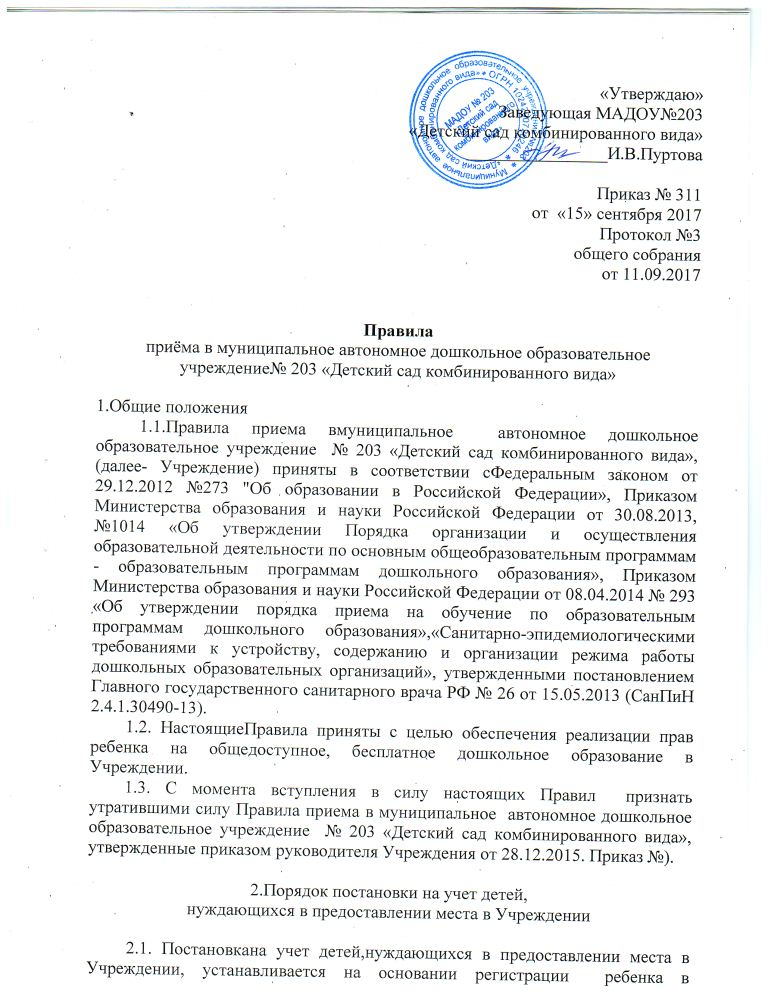 «Утверждаю»
Заведующая МАДОУ№203
«Детский сад комбинированного вида»
И.В.Пуртова
МАДОУ № 203
«Детский сад
комбинированного
вида»
Приказ № 311
от «15» сентября 2017
Протокол №3
общего собрания
от 11.09.2017
Правила
приёма в муниципальное автономное дошкольное образовательное
учреждение№ 203 «Детский сад комбинированного вида»
1.Общие положения
1.1.Правила приема вмуниципальное автономное дошкольное
образовательное учреждение № 203 «Детский сад комбинированного вида»,
(далее- Учреждение) приняты в соответствии сФедеральным законом от
29.12.2012 №273 "Об образовании в Российской Федерации», Приказом
Министерства образования и науки Российской Федерации от 30.08.2013,
№1014 «Об утверждении Порядка организации и осуществления
образовательной деятельности по основным общеобразовательным программам
- образовательным программам дошкольного образования», Приказом
Министерства образования и науки Российской Федерации от 08.04.2014 № 293
«Об утверждении порядка приема на обучение по образовательным
программам дошкольного образования»,«Санитарно-эпидемиологическими
требованиями к устройству, содержанию и организации режима работы
дошкольных образовательных организаций», утвержденными постановлением
Главного государственного санитарного врача РФ № 26 от 15.05.2013 (СанПиН
2.4.1.30490-13).
1.2. НастоящиеПравила приняты с целью обеспечения реализации прав
ребенка на общедоступное, бесплатное дошкольное образование в
Учреждении.
1.3. С момента вступления в силу настоящих Правил признать
утратившими силу Правила приема в муниципальное автономное дошкольное
образовательное учреждение № 203 «Детский сад комбинированного вида»,
утвержденные приказом руководителя Учреждения от 28.12.2015. Приказ №).
2.Порядок постановки на учет детей,
нуждающихся в предоставлении места в Учреждении
2.1. Постановкана учет детей,нуждающихся в предоставлении места в
Учреждении, устанавливается на основании регистрации ребенка в